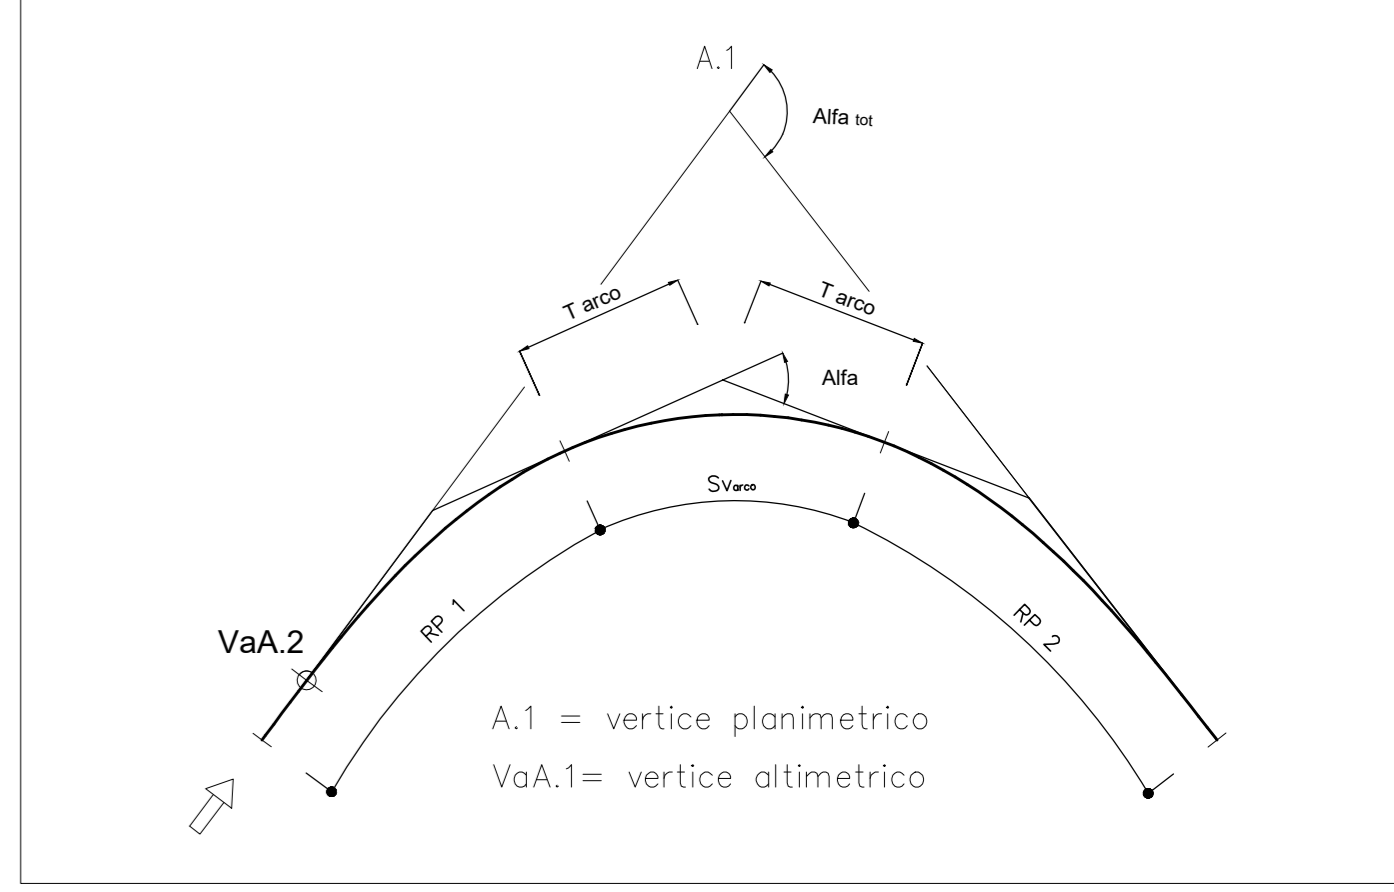 A.1
Alfa tot
T arco
T arco
Alfa
Svarco
RP 1
RP 2
VaA.2
A.1 = vertice planimetrico
VaA.1= vertice altimetrico